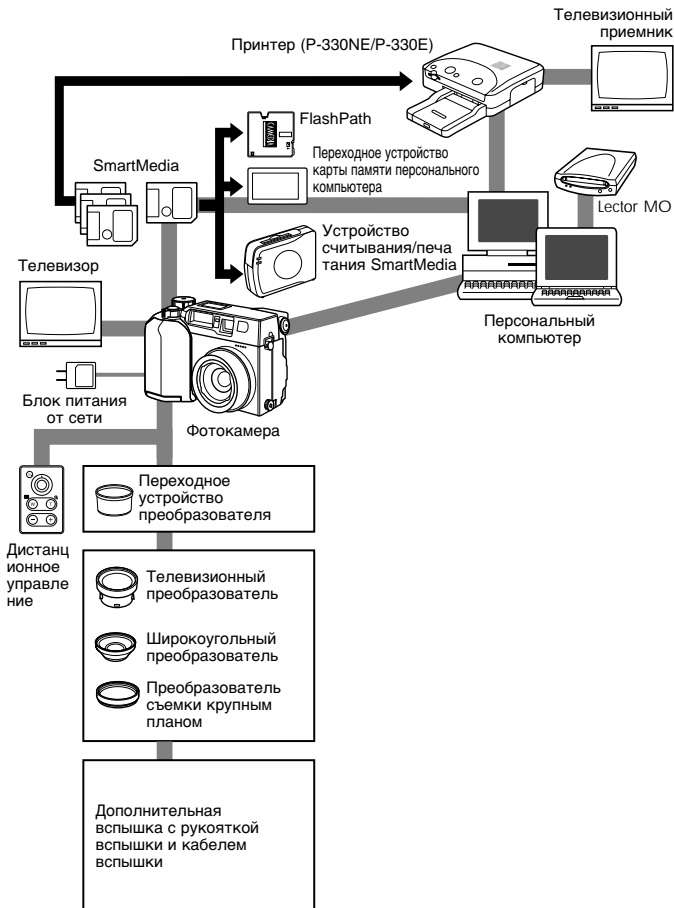 Телевизионный
приемник
Принтер (P-330NE/P-330E)
FlashPath
SmartMedia
Переходное устройство
карты памяти персонального
компьютера
Lector MO
Устройство
считывания/печа
тания SmartMedia
Телевизор
Персональный
компьютер
Блок питания
от сети
Фотокамера
Переходное
устройство
преобразователя
Дистанц
ионное
управле
ние
Телевизионный
преобразователь
Широкоугольный
преобразователь
Преобразователь
съемки крупным
планом
Дополнительная
вспышка с рукояткой
вспышки и кабелем
вспышки